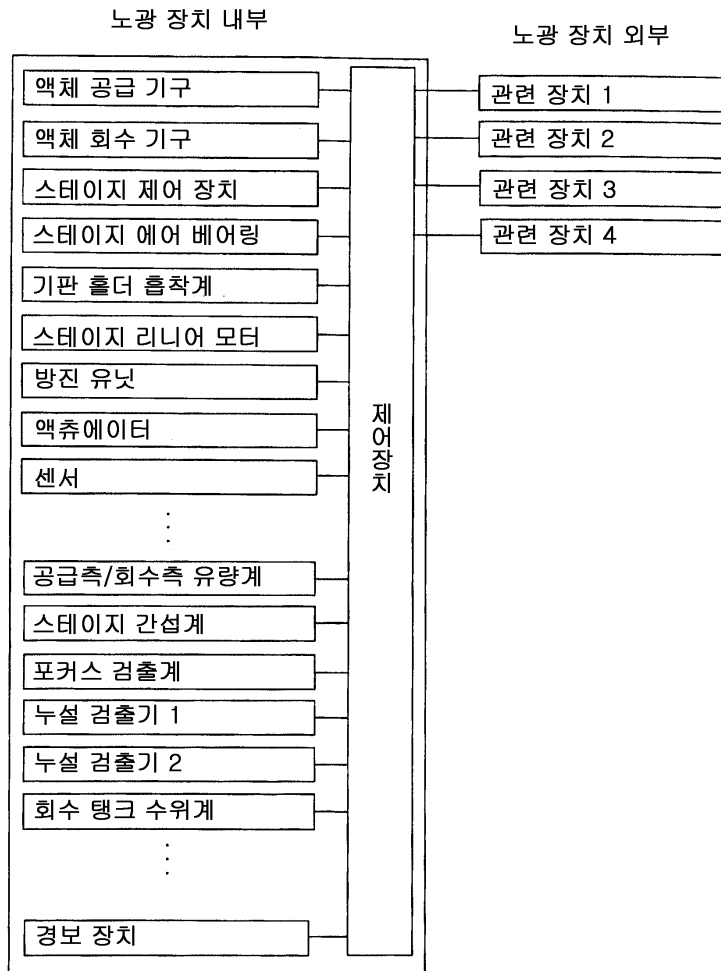 노광 장치 내부
노광 장치 외부
액체 공급 기구
액체 회수 기구
스테이지 제어 장치
스테이지 에어 베어링
기판 홀더 흡착계
스테이지 리니어 모터
방진 유닛
액츄에이터
센서
⋮
공급측/회수측 유량계
스테이지 간섭계
포커스 검출계
누설 검출기 1
누설 검출기 2
회수 탱크 수위계
⋮
경보 장치
제어장치
관련 장치 1
관련 장치 2
관련 장치 3
관련 장치 4